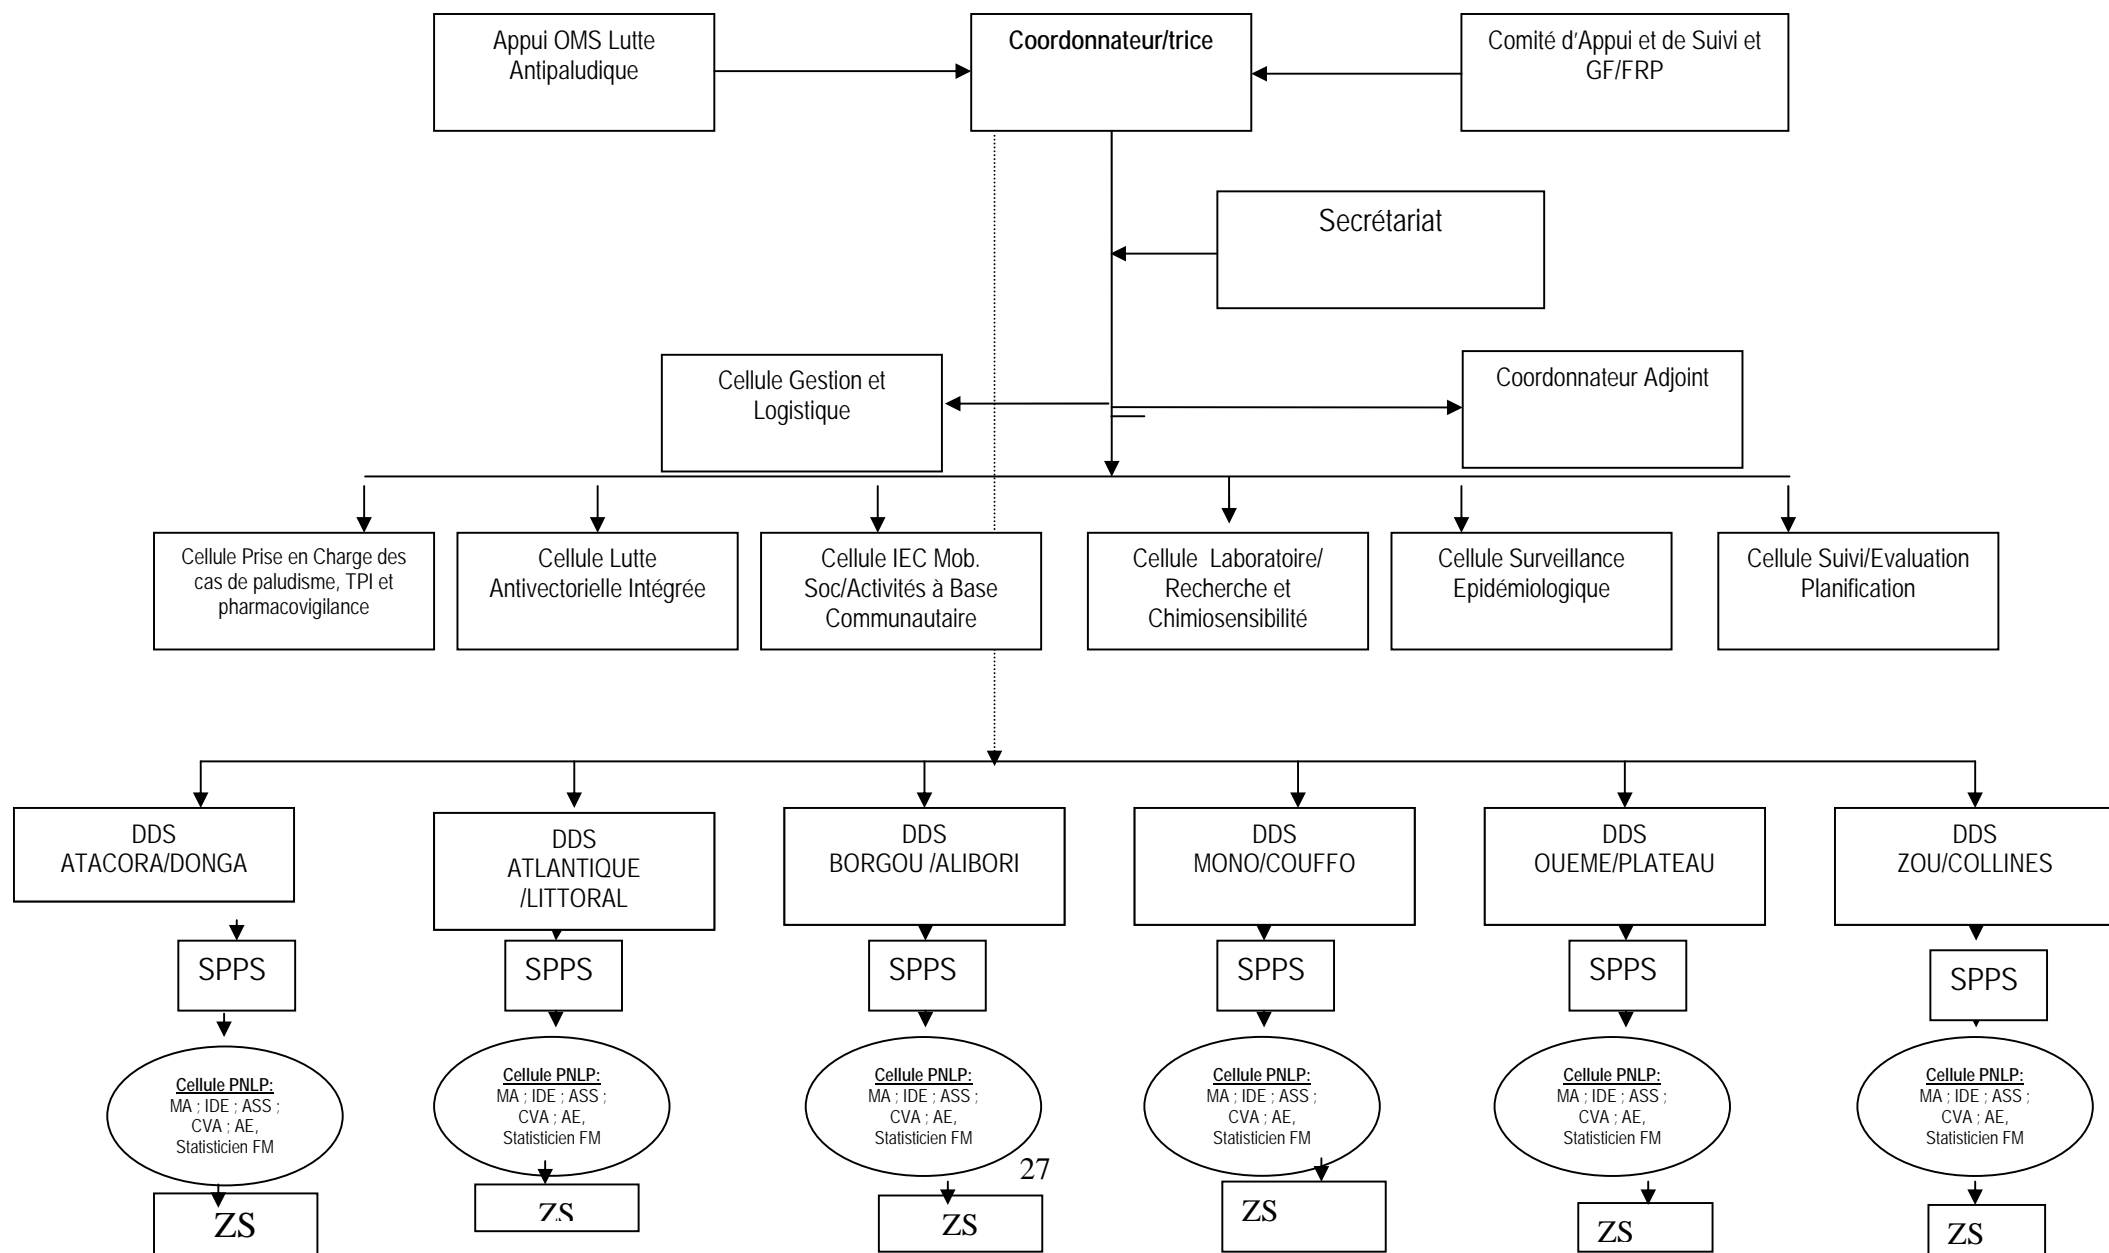 Appui OMS Lutte
Antipaludique
Coordonnateur/trice
Comité d'Appui et de Suivi et
GF/FRP
Secrétariat
Cellule Gestion et
Logistique
Coordonnateur Adjoint
Cellule Prise en Charge des
cas de paludisme, TPI et
pharmacovigilance
Cellule Lutte
Antivectorielle Intégrée
Cellule IEC Mob.
Soc/Activités à Base
Communautaire
Cellule Laboratoire/
Recherche et
Chimiosensibilité
Cellule Surveillance
Epidémiologique
Cellule Suivi/Evaluation
Planification
DDS
ATACORA/DONGA
DDS
ATLANTIQUE
/LITTORAL
DDS
BORGOU /ALIBORI
DDS
MONO/COUFFO
DDS
OUEME/PLATEAU
DDS
ZOU/COLLINES
SPPS
SPPS
SPPS
SPPS
SPPS
SPPS
Cellule PNLP:
MA ; IDE ; ASS ;
CVA ; AE,
Statisticien FM
Cellule PNLP:
MA ; IDE ; ASS ;
CVA ; AE,
Statisticien FM
Cellule PNLP:
MA ; IDE ; ASS ;
CVA ; AE,
Statisticien FM
Cellule PNLP:
MA ; IDE ; ASS ;
CVA ; AE,
Statisticien FM
Cellule PNLP:
MA ; IDE ; ASS ;
CVA ; AE,
Statisticien FM
Cellule PNLP:
MA ; IDE ; ASS ;
CVA ; AE,
Statisticien FM
27
ZS
ZS
ZS
ZS
ZS
ZS